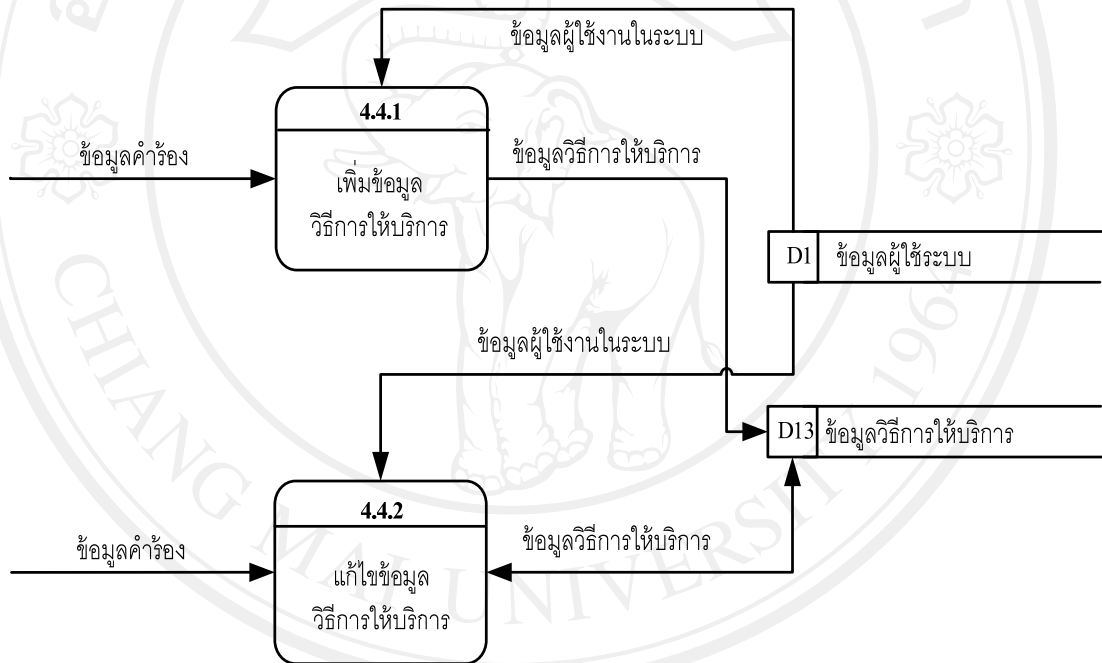 ข้อมูลผู้ใช้งานในระบบ
4.4.1
ข้อมูลคำร้อง
ข้อมูลวิธีการให้บริการ
เพิ่มข้อมูล
วิธีการให้บริการ
D1 ข้อมูลผู้ใช้ระบบ
ข้อมูลผู้ใช้งานในระบบ
D13 ข้อมูลวิธีการให้บริการ
4.4.2
ข้อมูลคำร้อง
ข้อมูลวิธีการให้บริการ
แก้ไขข้อมูล
วิธีการให้บริการ
CHIANG MAI UNIVERSITY 1964